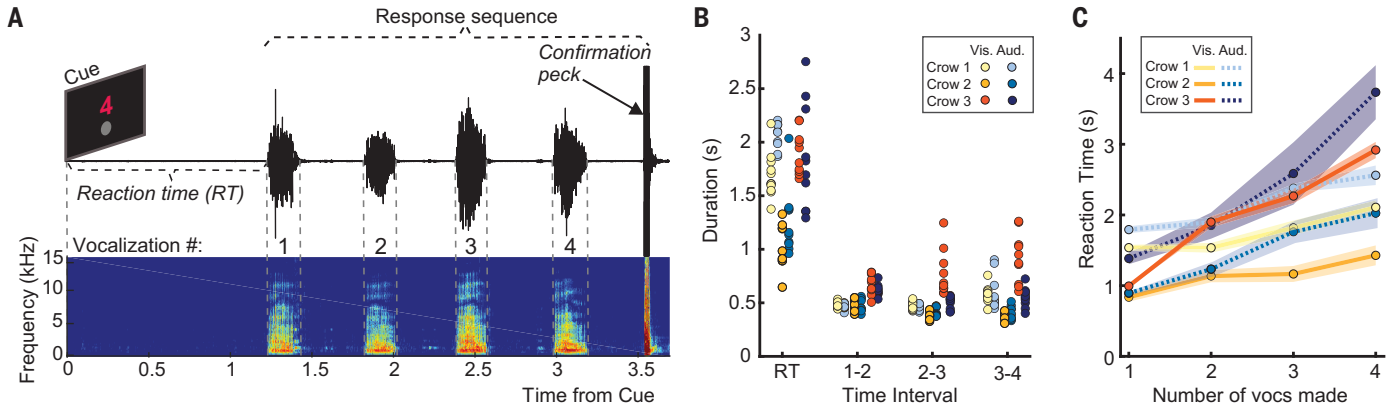 A
Response sequence
Confirmation
peck
Cue
4
Reaction time (RT)
Vocalization #:
1
2
3
4
Frequency (kHz)
15
10
5
0
0
0.5
1
1.5
2
2.5
3
3.5
Time from Cue
B
Duration (s)
3
2.5
2
1.5
1
0.5
0
RT
1-2
2-3
3-4
Time Interval
Vis. Aud.
Crow 1
Crow 2
Crow 3
C
Reaction Time (s)
4
3
2
1
0
1
2
3
4
Number of vocs made
Vis. Aud.
Crow 1
Crow 2
Crow 3